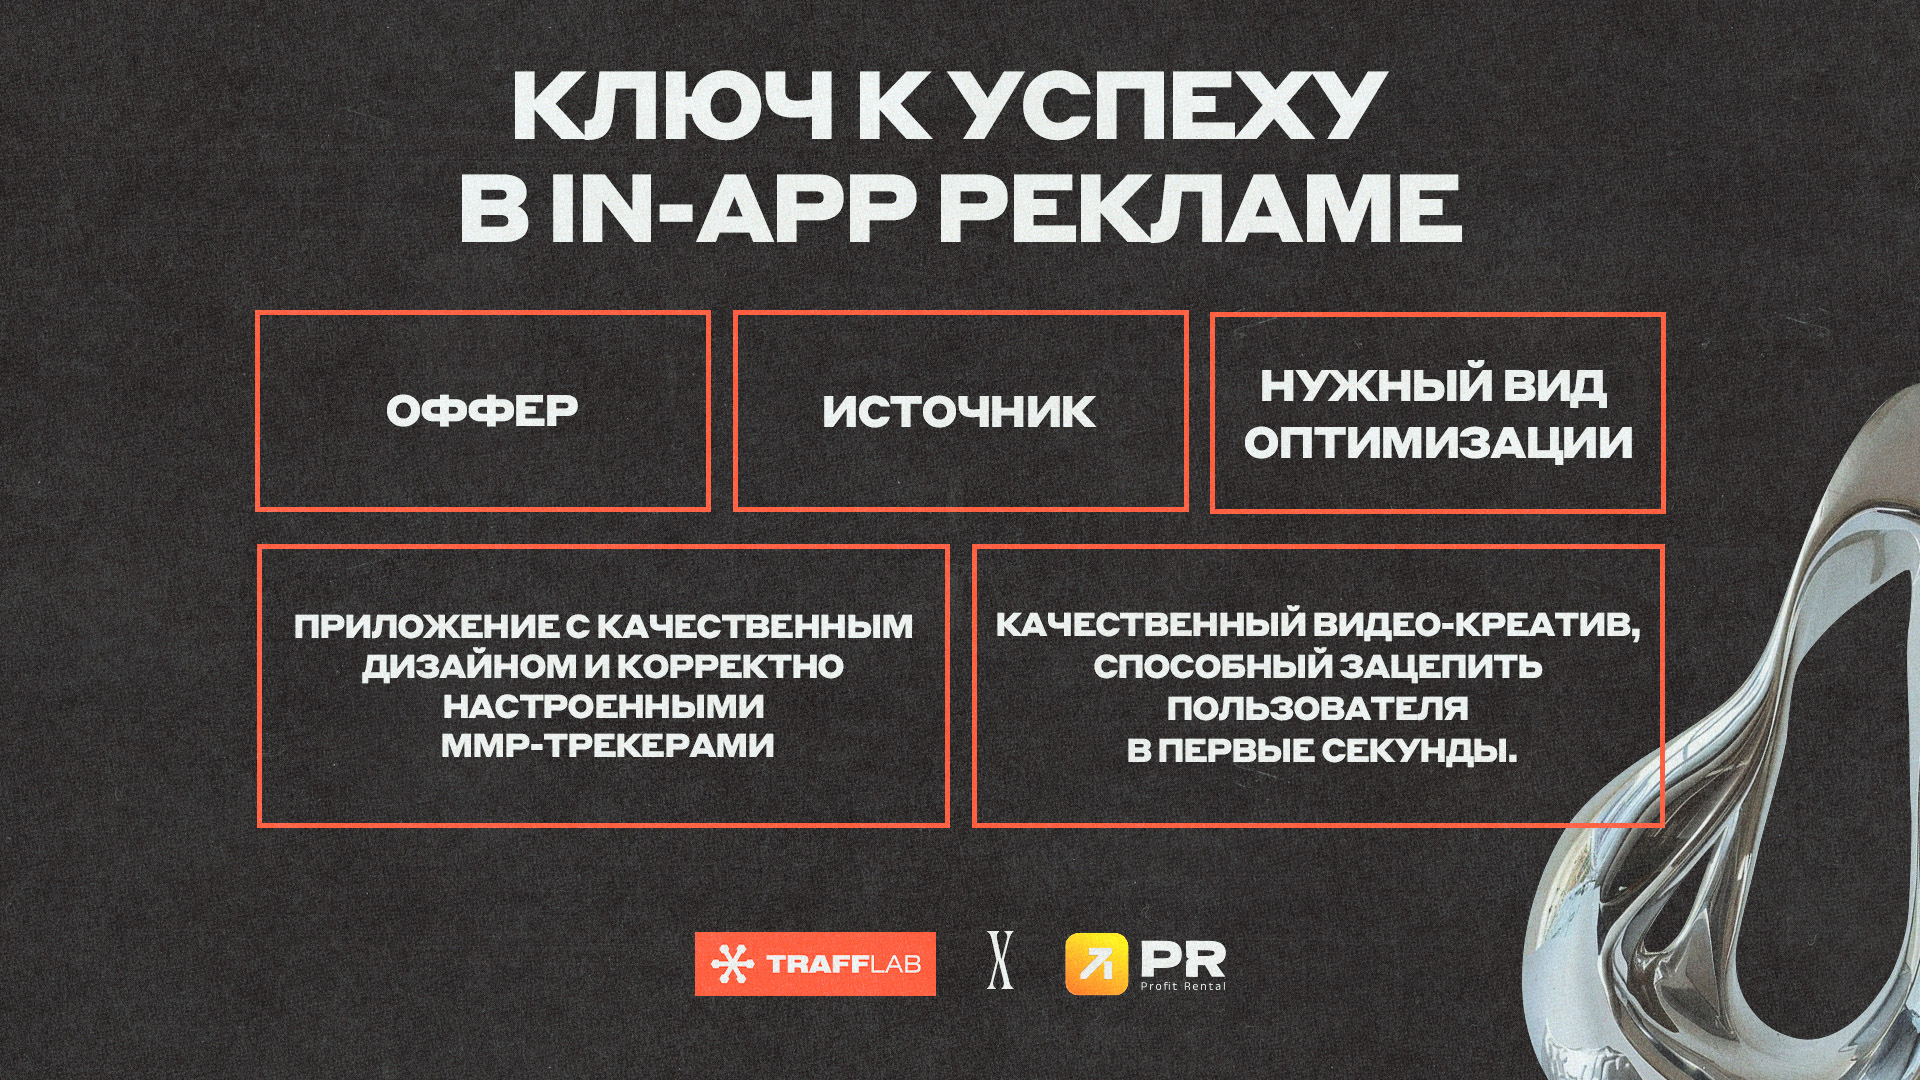 КЛЮЧ К УСПЕХУ
В IN-APP РЕКЛАМЕ
ОФФЕР
ИСТОЧНИК
НУЖНЫЙ ВИД
ОПТИМИЗАЦИИ
ПРИЛОЖЕНИЕ С КАЧЕСТВЕННЫМ
ДИЗАЙНОМ И КОРРЕКТНО
НАСТРОЕННЫМИ
ММР-ТРЕКЕРАМИ
КАЧЕСТВЕННЫЙ ВИДЕО-КРЕАТИВ,
СПОСОБНЫЙ ЗАЦЕПИТЬ
ПОЛЬЗОВАТЕЛЯ
В ПЕРВЫЕ СЕКУНДЫ.
TRAFFLAB X PR
Profit Rental